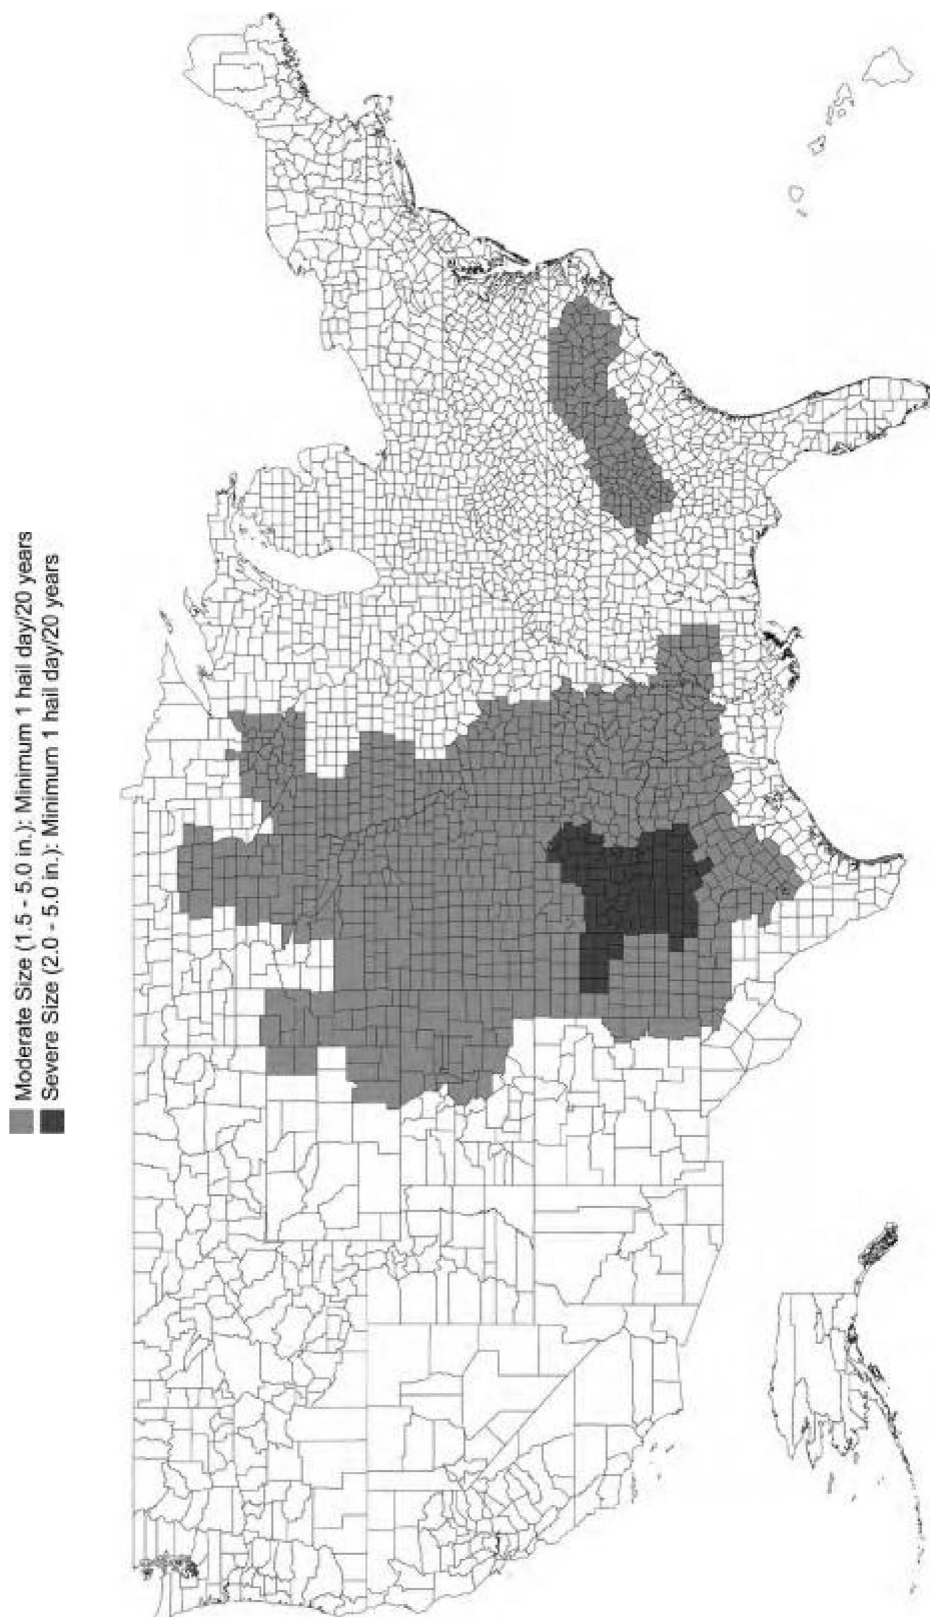 Moderate Size (1.5 - 5.0 in.): Minimum 1 hail day/20 years
Severe Size (2.0 - 5.0 in.): Minimum 1 hail day/20 years